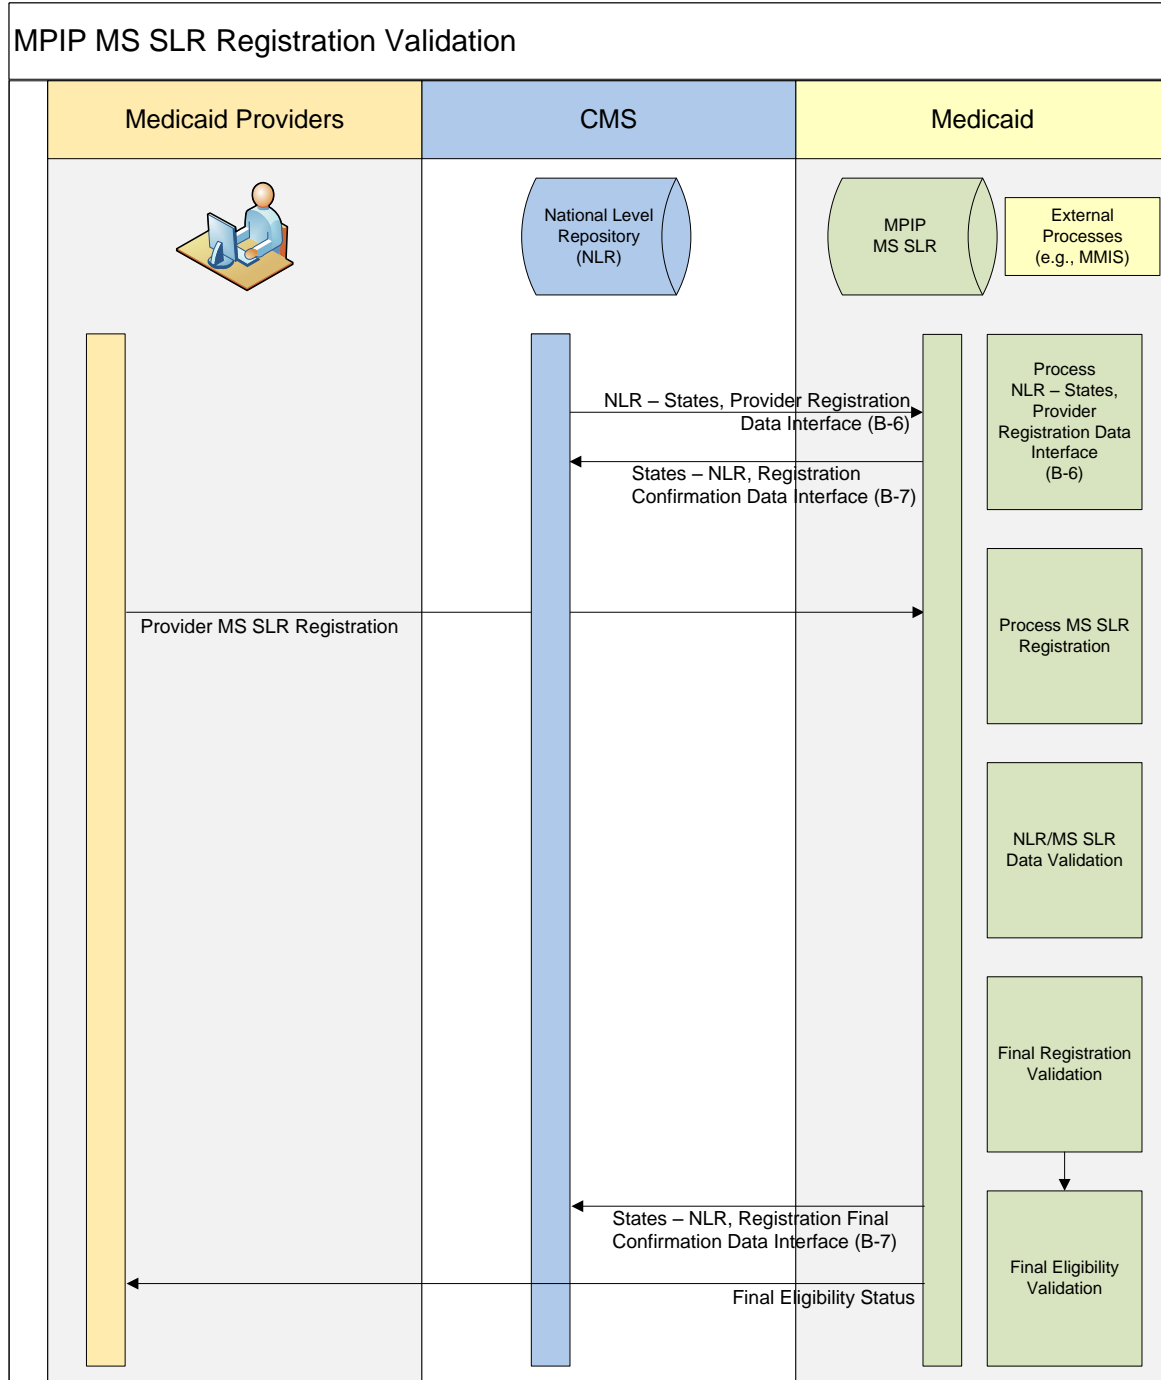 MPIP MS SLR Registration Validation
Medicaid Providers
CMS
Medicaid
National Level
Repository
(NLR)
MPIP
MS SLR
External
Processes
(e.g., MMIS)
NLR – States, Provider Registration
Data Interface (B-6)
Process
NLR – States,
Provider
Registration Data
Interface
(B-6)
States – NLR, Registration
Confirmation Data Interface (B-7)
Provider MS SLR Registration
Process MS SLR
Registration
NLR/MS SLR
Data Validation
Final Registration
Validation
States – NLR, Registration Final
Confirmation Data Interface (B-7)
Final Eligibility
Validation
Final Eligibility Status